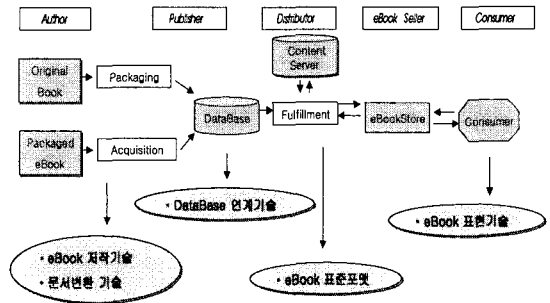 Author Publisher Distributor eBook Seller Consumer
Content
Server
Original
Book
Packaging
DataBase
Fulfillment
eBookStore
Consumer
Packaged
eBook
Acquisition
• DataBase 연계기술
• eBook 표현기술
• eBook 저작기술
• 문서변환 기술
• eBook 표준포맷